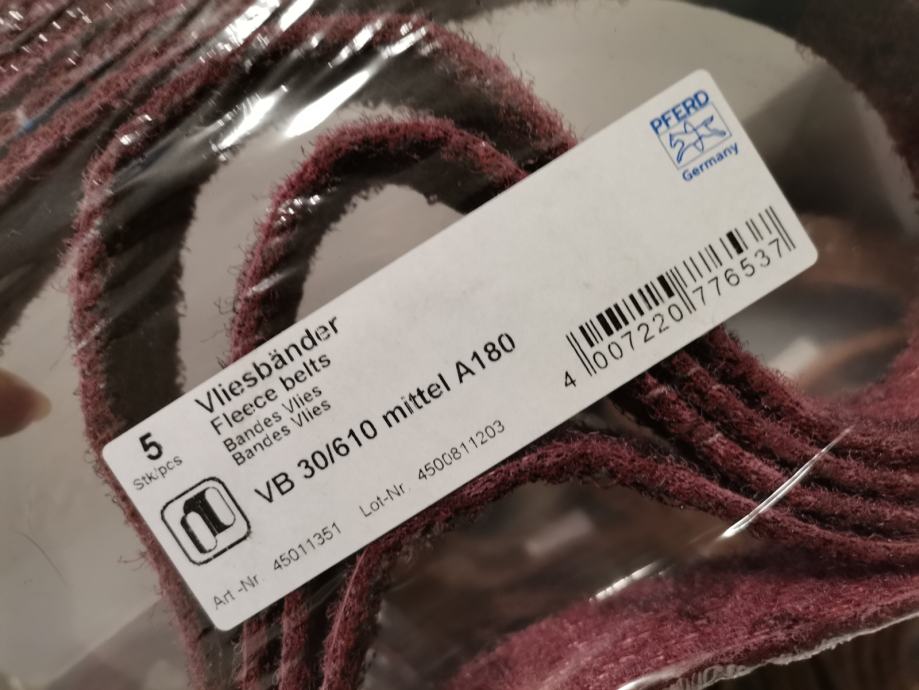 PFERD
Germany
5
Stk/pcs
Vliesbänder
Fleece belts
Bandes Vlies
Bandes Vlies
VB 30/610 mittel A180
Art.-Nr. 45011351
Lot-Nr. 4500811203
4 007220 776537